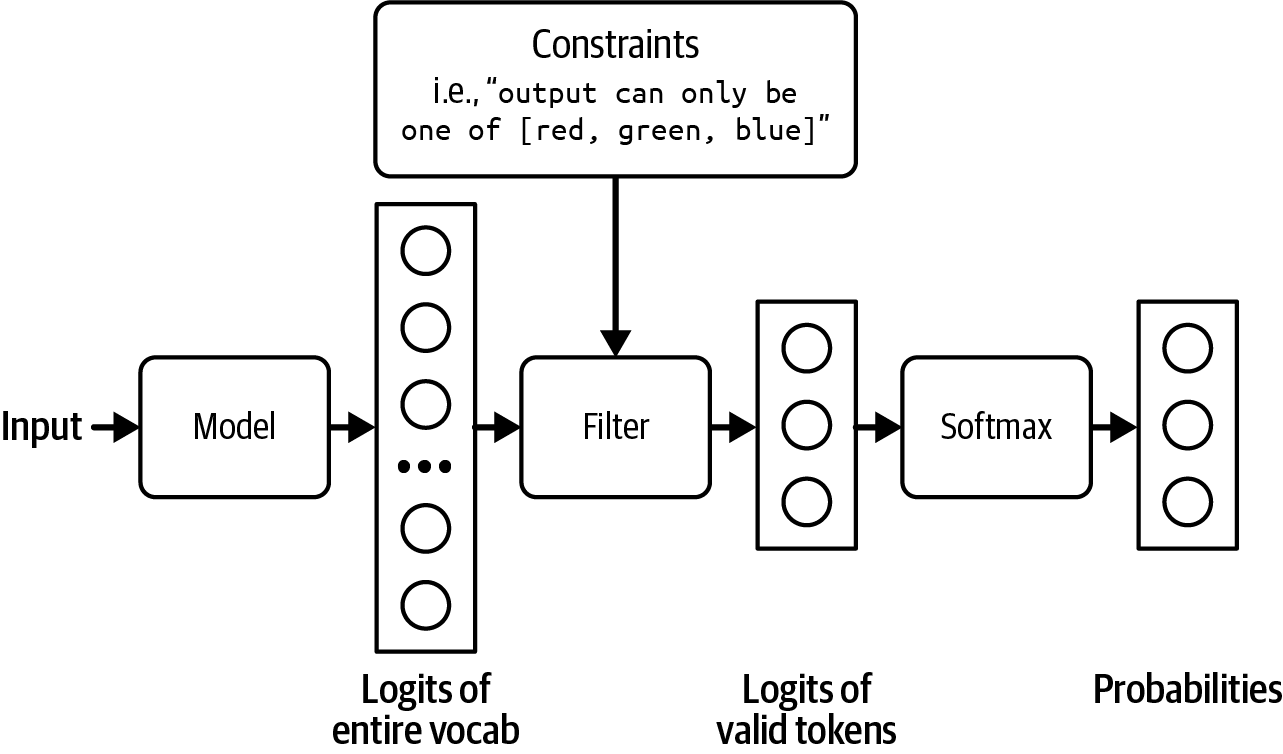 Constraints
i.e., “output can only be
one of [red, green, blue]”
Input
Model
Filter
Softmax
Logits of
entire vocab
Logits of
valid tokens
Probabilities